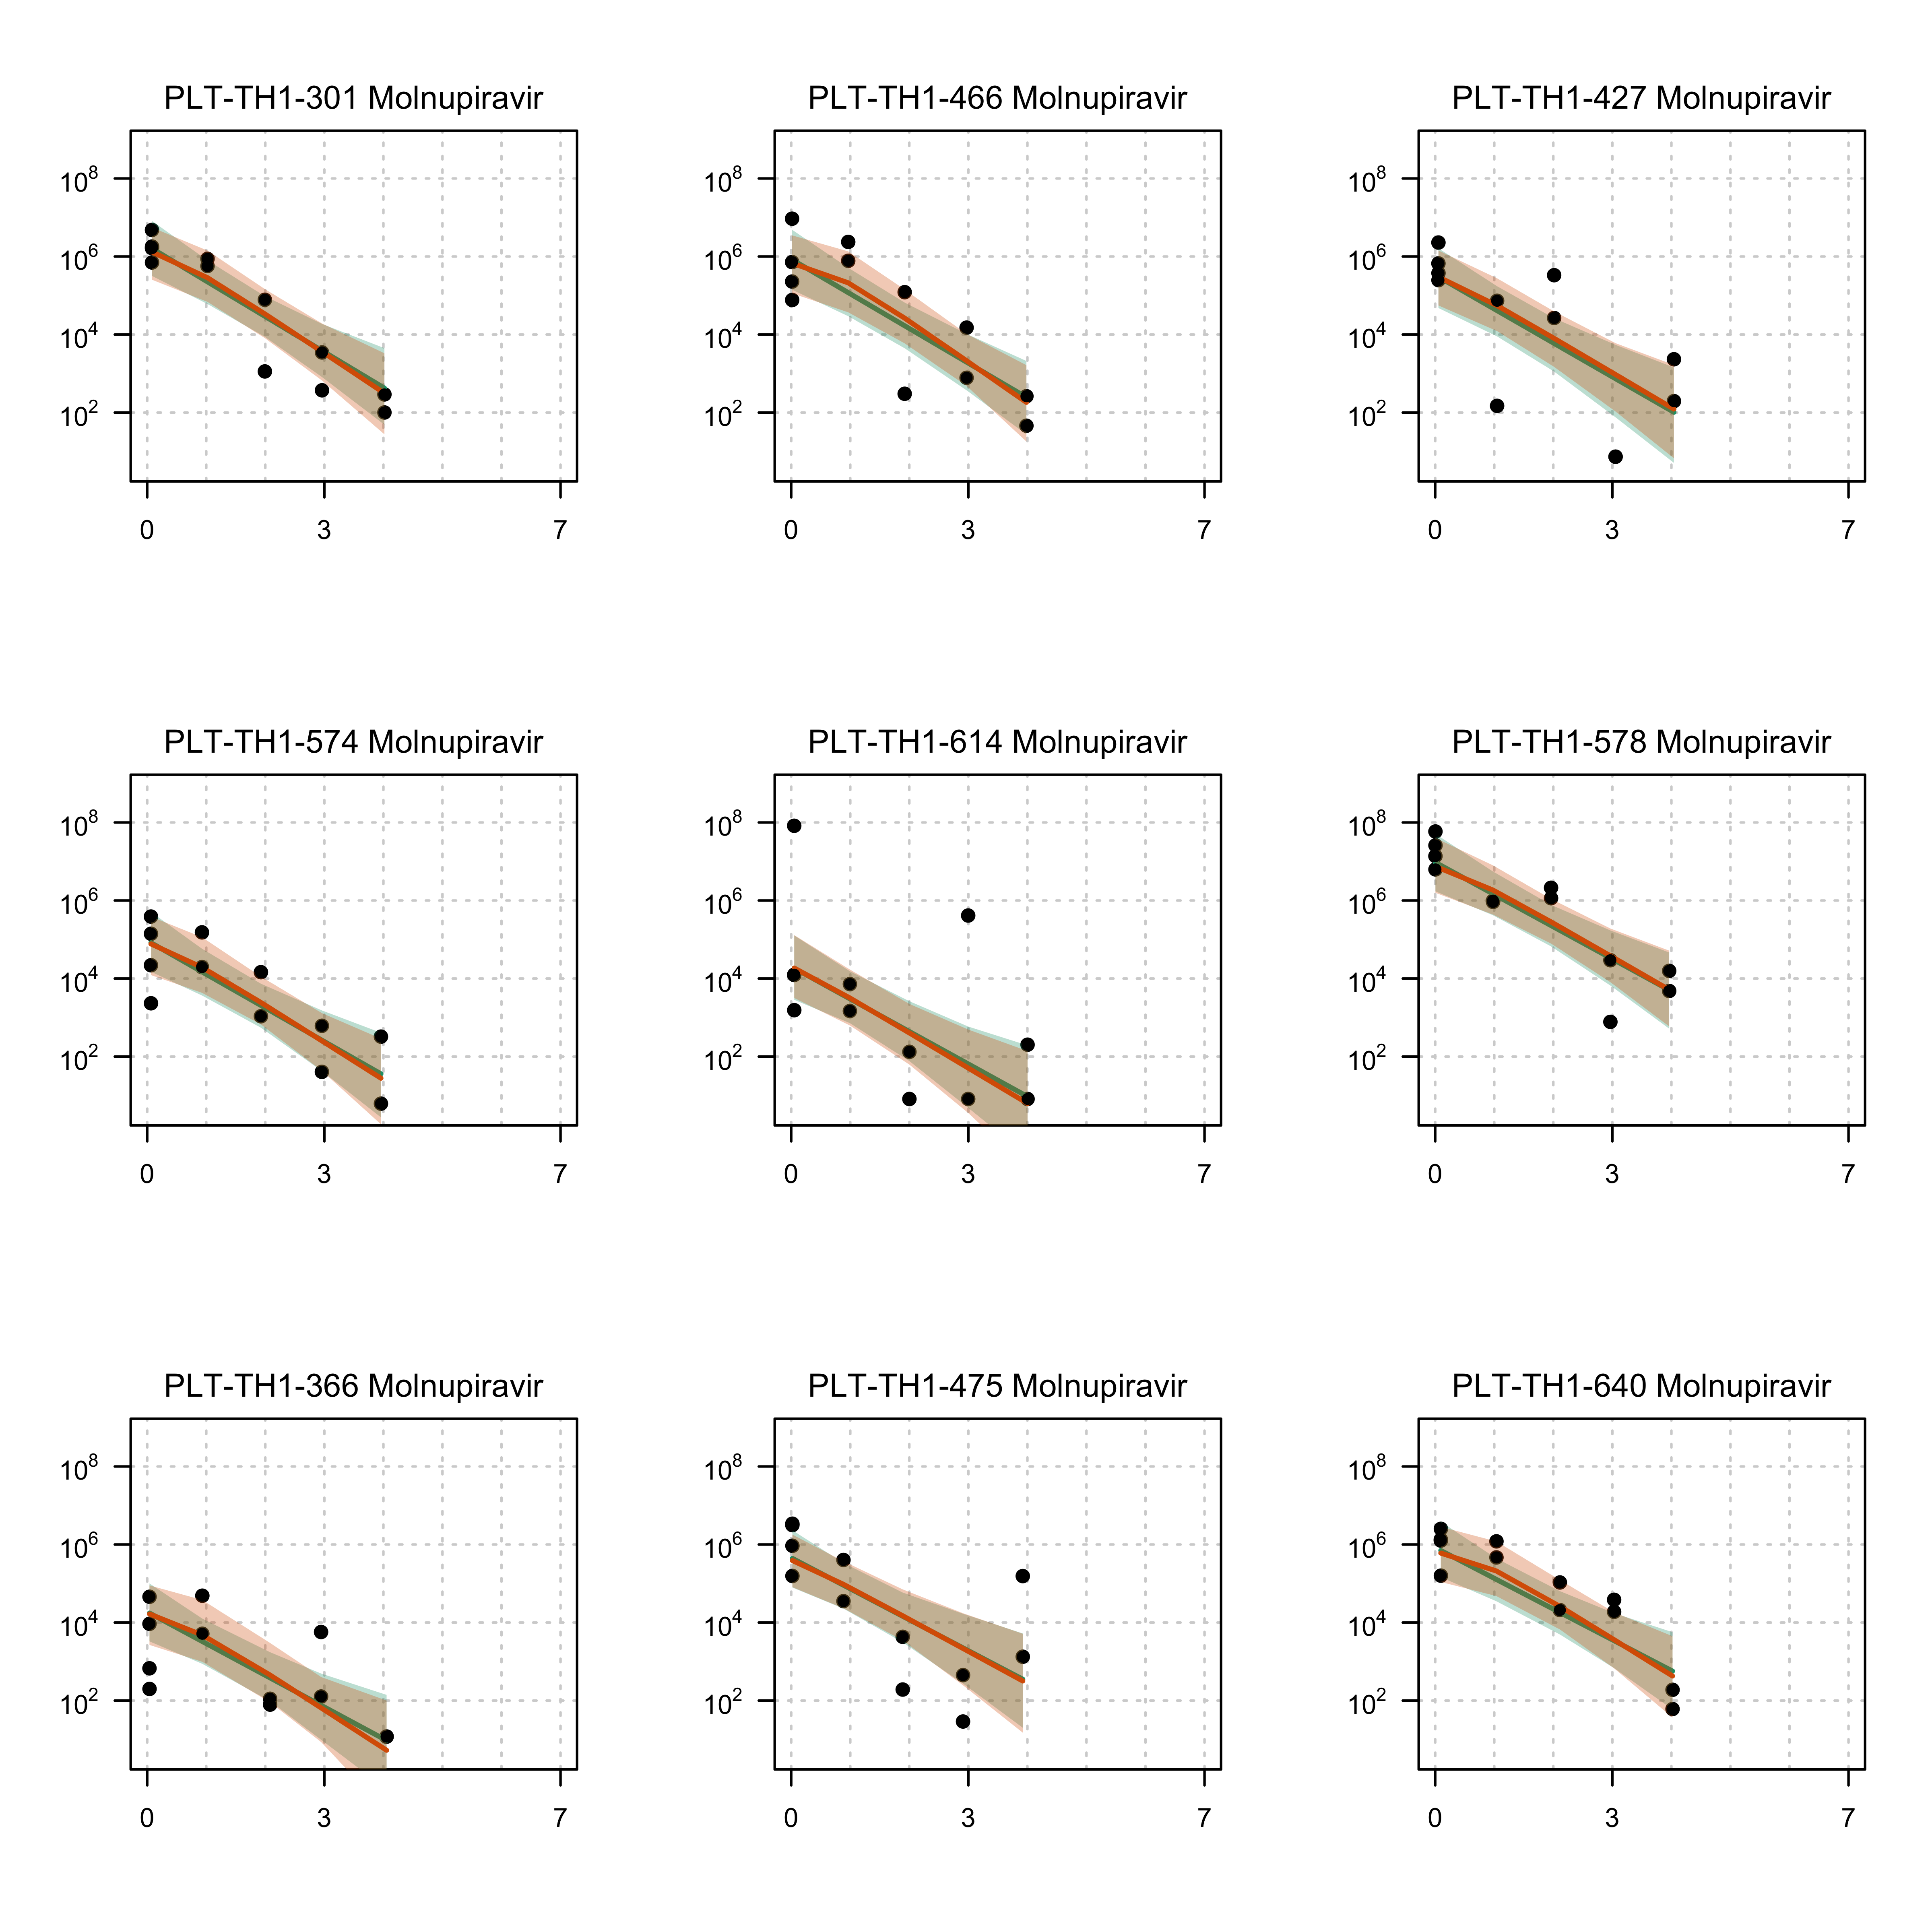 PLT-TH1-301 Molnupiravir
10^8
10^6
10^4
10^2
0 3 7
PLT-TH1-466 Molnupiravir
10^8
10^6
10^4
10^2
0 3 7
PLT-TH1-427 Molnupiravir
10^8
10^6
10^4
10^2
0 3 7
PLT-TH1-574 Molnupiravir
10^8
10^6
10^4
10^2
0 3 7
PLT-TH1-614 Molnupiravir
10^8
10^6
10^4
10^2
0 3 7
PLT-TH1-578 Molnupiravir
10^8
10^6
10^4
10^2
0 3 7
PLT-TH1-366 Molnupiravir
10^8
10^6
10^4
10^2
0 3 7
PLT-TH1-475 Molnupiravir
10^8
10^6
10^4
10^2
0 3 7
PLT-TH1-640 Molnupiravir
10^8
10^6
10^4
10^2
0 3 7